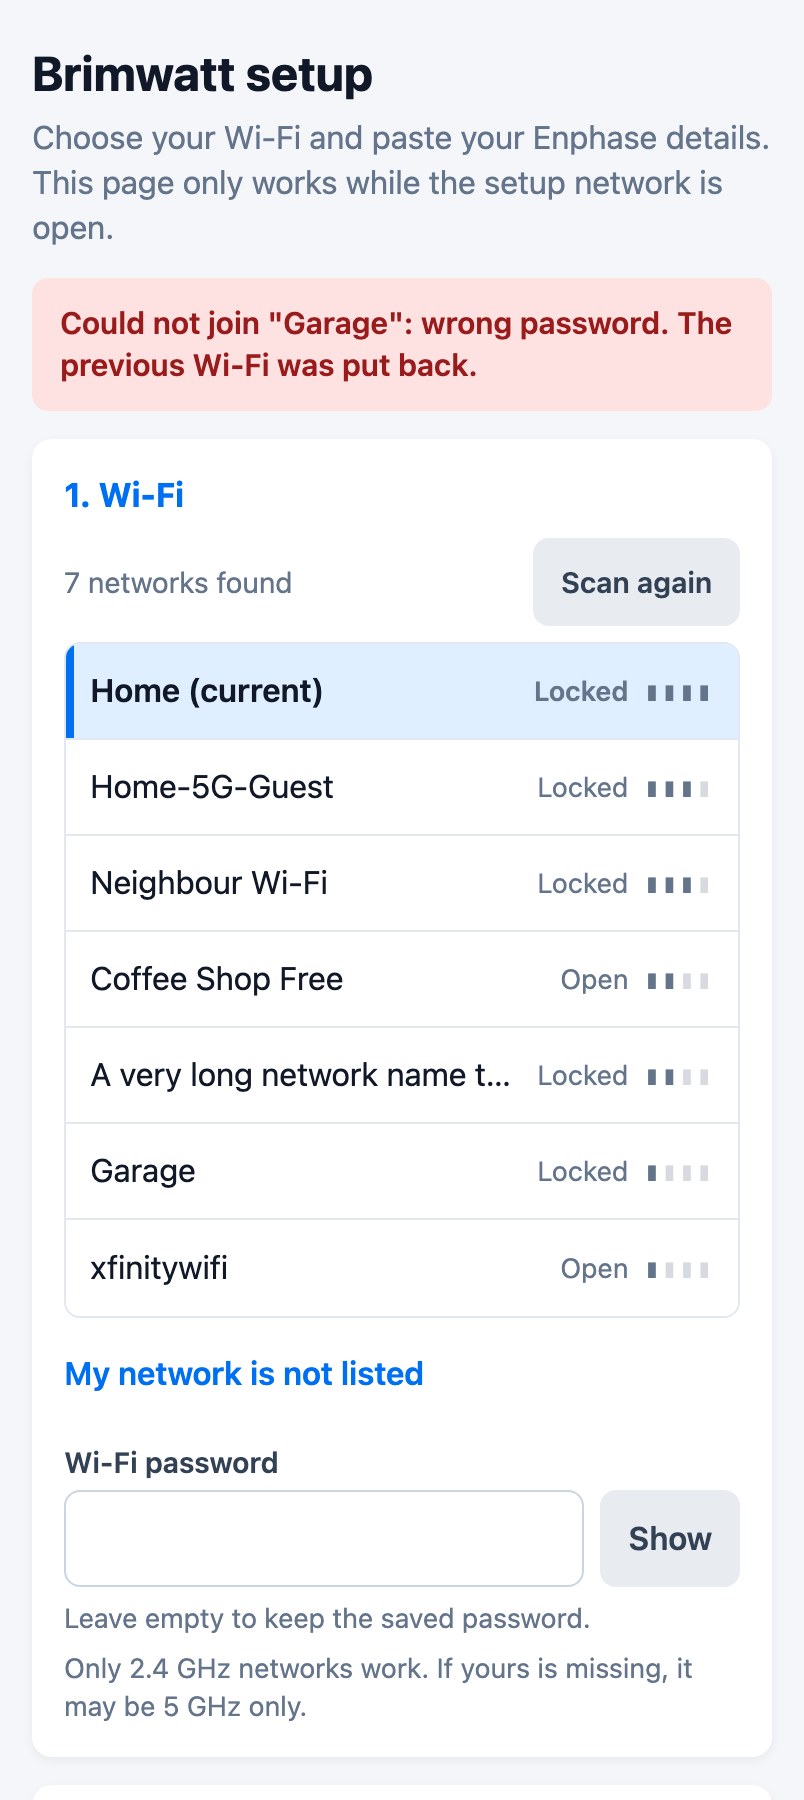 Brimwatt setup
Choose your Wi-Fi and paste your Enphase details.
This page only works while the setup network is
open.
Could not join "Garage": wrong password. The
previous Wi-Fi was put back.
1. Wi-Fi
7 networks found
Scan again
Home (current) Locked
Home-5G-Guest Locked
Neighbour Wi-Fi Locked
Coffee Shop Free Open
A very long network name t... Locked
Garage Locked
xfinitywifi Open
My network is not listed
Wi-Fi password
Show
Leave empty to keep the saved password.
Only 2.4 GHz networks work. If yours is missing, it
may be 5 GHz only.